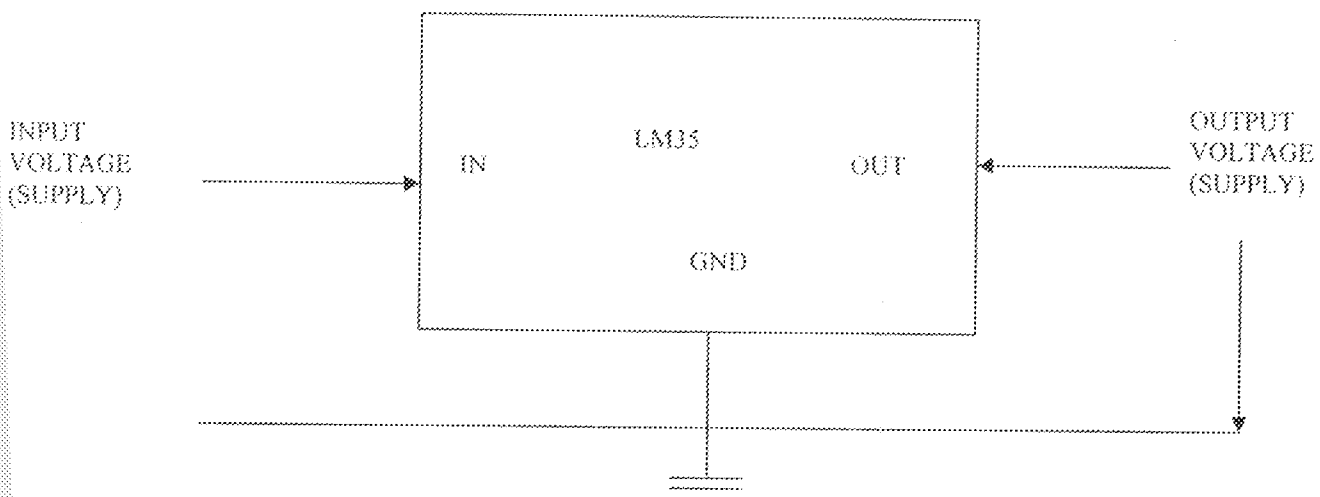 INPUT
VOLTAGE
(SUPPLY)
IN
LM35
OUT
GND
OUTPUT
VOLTAGE
(SUPPLY)